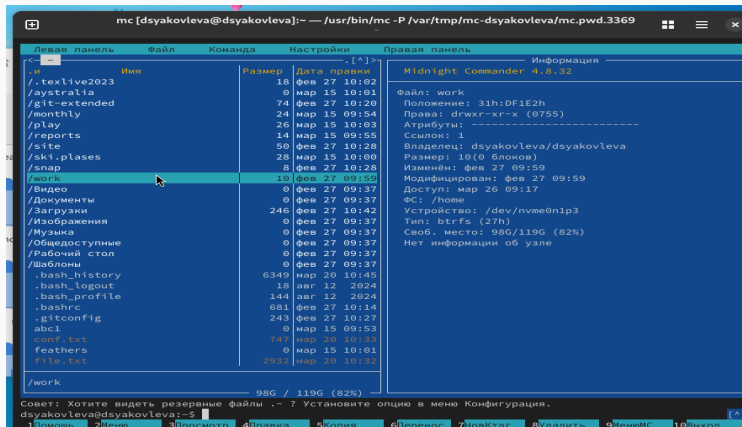 mc [dsyakovleva@dsyakovleva]:~ — /usr/bin/mc -P /var/tmp/mc-dsyakovleva/mc.pwd.3369
~
Левая панель Файл Команда Настройки Правая панель
<— ~ .[^]>
.и Имя Размер Дата правки
/.texlive2023 18 фев 27 10:02
/aystralia 0 мар 15 10:01
/git-extended 74 фев 27 10:20
/monthly 24 мар 15 09:54
/play 26 мар 15 10:03
/reports 14 мар 15 09:55
/site 50 фев 27 10:28
/ski.plases 28 мар 15 10:00
/snap 8 фев 27 10:28
/work 10 фев 27 09:59
/Видео 0 фев 27 09:37
/Документы 0 фев 27 09:37
/Загрузки 246 фев 27 10:42
/Изображения 0 фев 27 09:37
/Музыка 0 фев 27 09:37
/Общедоступные 0 фев 27 09:37
/Рабочий стол 0 фев 27 09:37
/Шаблоны 0 фев 27 09:37
.bash_history 6349 мар 20 10:45
.bash_logout 18 авг 12 2024
.bash_profile 144 авг 12 2024
.bashrc 681 фев 27 10:14
.gitconfig 243 фев 27 10:27
abc1 0 мар 15 09:53
conf.txt 747 мар 20 10:33
feathers 0 мар 15 10:01
file.txt 2932 мар 20 10:32
/work
98G / 119G (82%)
Информация
Midnight Commander 4.8.32
Файл: work
Положение: 31h:DF1E2h
Права: drwxr-xr-x (0755)
Атрибуты: -------------------------
Ссылок: 1
Владелец: dsyakovleva/dsyakovleva
Размер: 10(0 блоков)
Изменён: фев 27 09:59
Модифицирован: фев 27 09:59
Доступ: мар 26 09:17
ФС: /home
Устройство: /dev/nvme0n1p3
Тип: btrfs (27h)
Своб. место: 98G/119G (82%)
Нет информации об узле
Совет: Хотите видеть резервные файлы .~ ? Установите опцию в меню Конфигурация.
dsyakovleva@dsyakovleva:~$ [^]
1Помощь 2Меню 3Просмотр 4Правка 5Копия 6Перенос 7НовКтлг 8Удалить 9МенюМС 10Выход